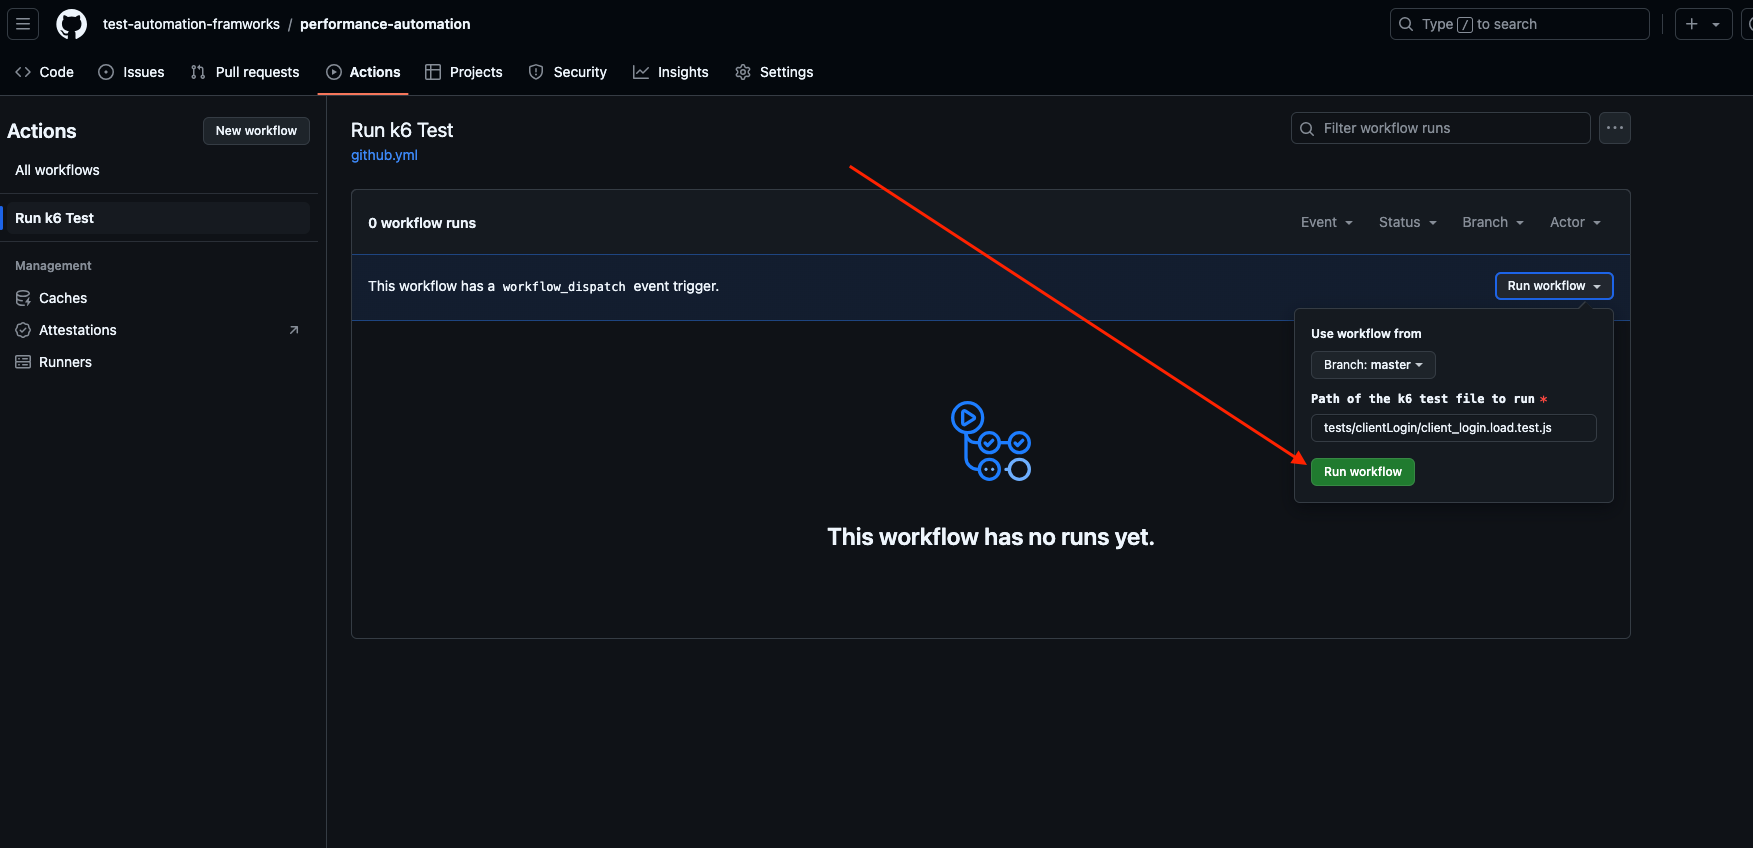 test-automation-framworks / performance-automation
Type / to search
Code Issues Pull requests Actions Projects Security Insights Settings
Actions
New workflow
All workflows
Run k6 Test
Management
Caches
Attestations
Runners
Run k6 Test
github.yml
Filter workflow runs
0 workflow runs
Event Status Branch Actor
This workflow has a workflow_dispatch event trigger.
Run workflow
Use workflow from
Branch: master
Path of the k6 test file to run *
tests/clientLogin/client_login.load.test.js
Run workflow
This workflow has no runs yet.